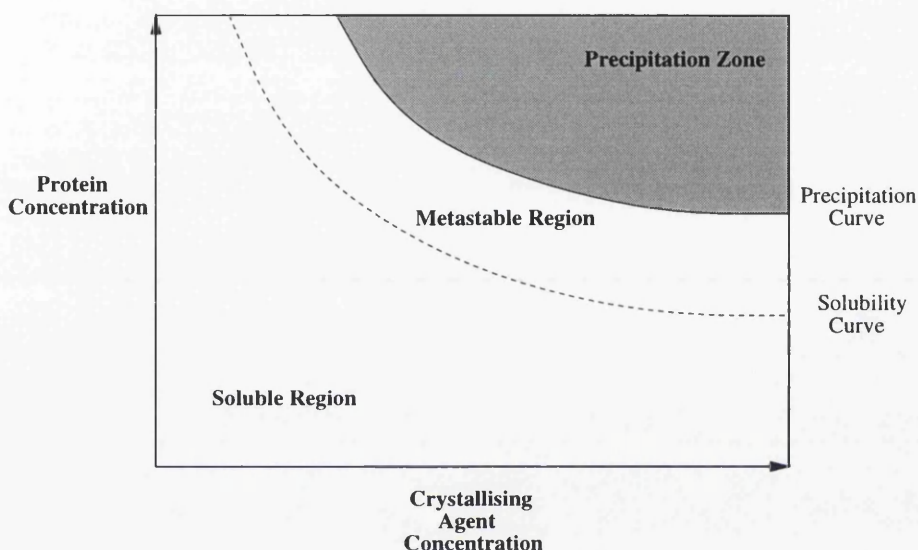 Precipitation Zone
Protein
Concentration
Precipitation
Curve
Metastable Region
Solubility
Curve
Soluble Region
Crystallising
Agent
Concentration